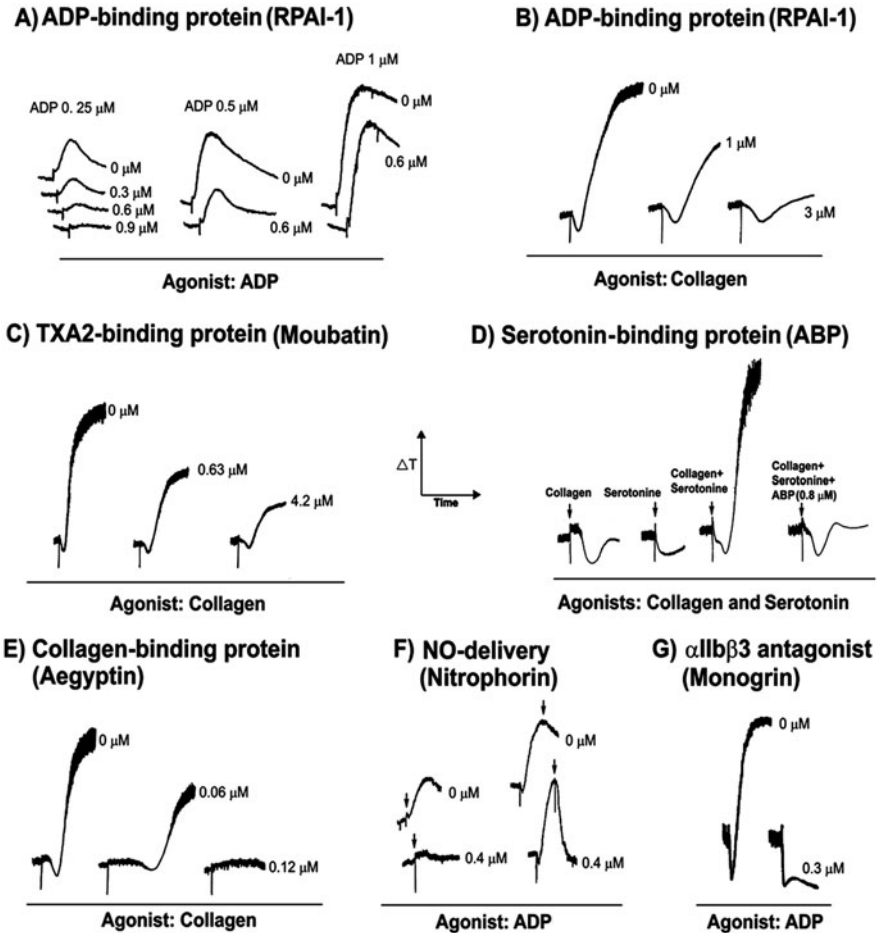 A) ADP-binding protein (RPAI-1)
ADP 0. 25 μM
ADP 0.5 μM
ADP 1 μM
0 μM
0.3 μM
0.6 μM
0.9 μM
0 μM
0.6 μM
0 μM
0.6 μM
Agonist: ADP
B) ADP-binding protein (RPAI-1)
0 μM
1 μM
3 μM
Agonist: Collagen
C) TXA2-binding protein (Moubatin)
0 μM
0.63 μM
4.2 μM
Agonist: Collagen
ΔT
Time
D) Serotonin-binding protein (ABP)
Collagen
Serotonine
Collagen+
Serotonine
Collagen+
Serotonine+
ABP(0.8 μM)
Agonists: Collagen and Serotonin
E) Collagen-binding protein
(Aegyptin)
0 μM
0.06 μM
0.12 μM
Agonist: Collagen
F) NO-delivery
(Nitrophorin)
0 μM
0.4 μM
0 μM
0.4 μM
Agonist: ADP
G) αIIbβ3 antagonist
(Monogrin)
0 μM
0.3 μM
Agonist: ADP